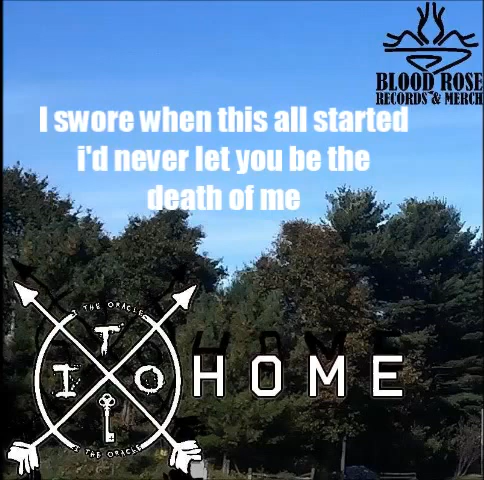 BLOOD ROSE
RECORDS & MERCH
I swore when this all started
i'd never let you be the
death of me
I THE ORACLE
T
I O
HOME
I THE ORACLE